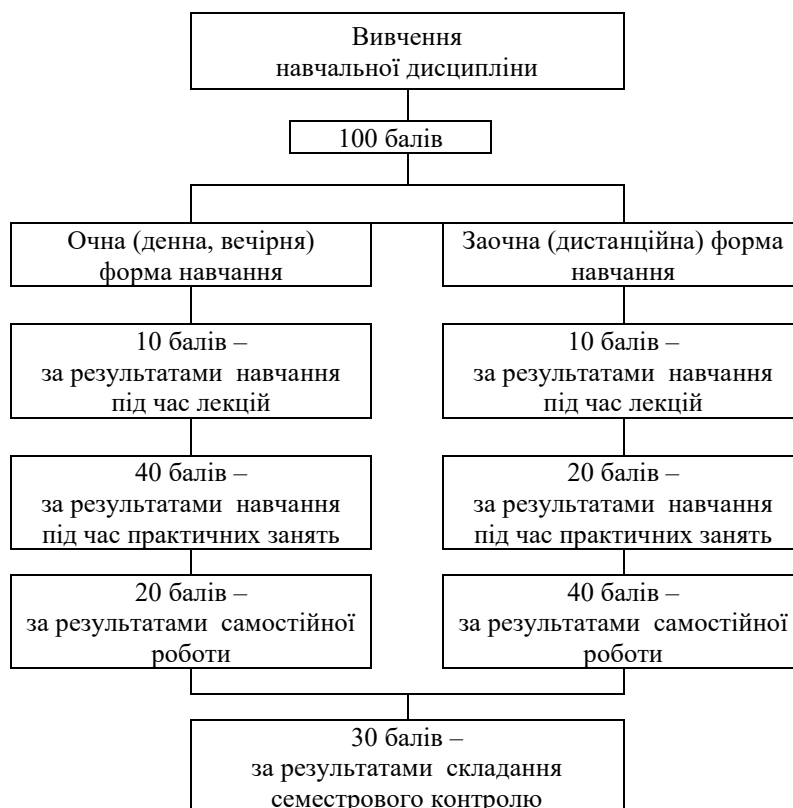 Вивчення
навчальної дисципліни
100 балів
Очна (денна, вечірня)
форма навчання
Заочна (дистанційна) форма
навчання
10 балів –
за результатами навчання
під час лекцій
10 балів –
за результатами навчання
під час лекцій
40 балів –
за результатами навчання
під час практичних занять
20 балів –
за результатами навчання
під час практичних занять
20 балів –
за результатами самостійної
роботи
40 балів –
за результатами самостійної
роботи
30 балів –
за результатами складання
семестрового контролю